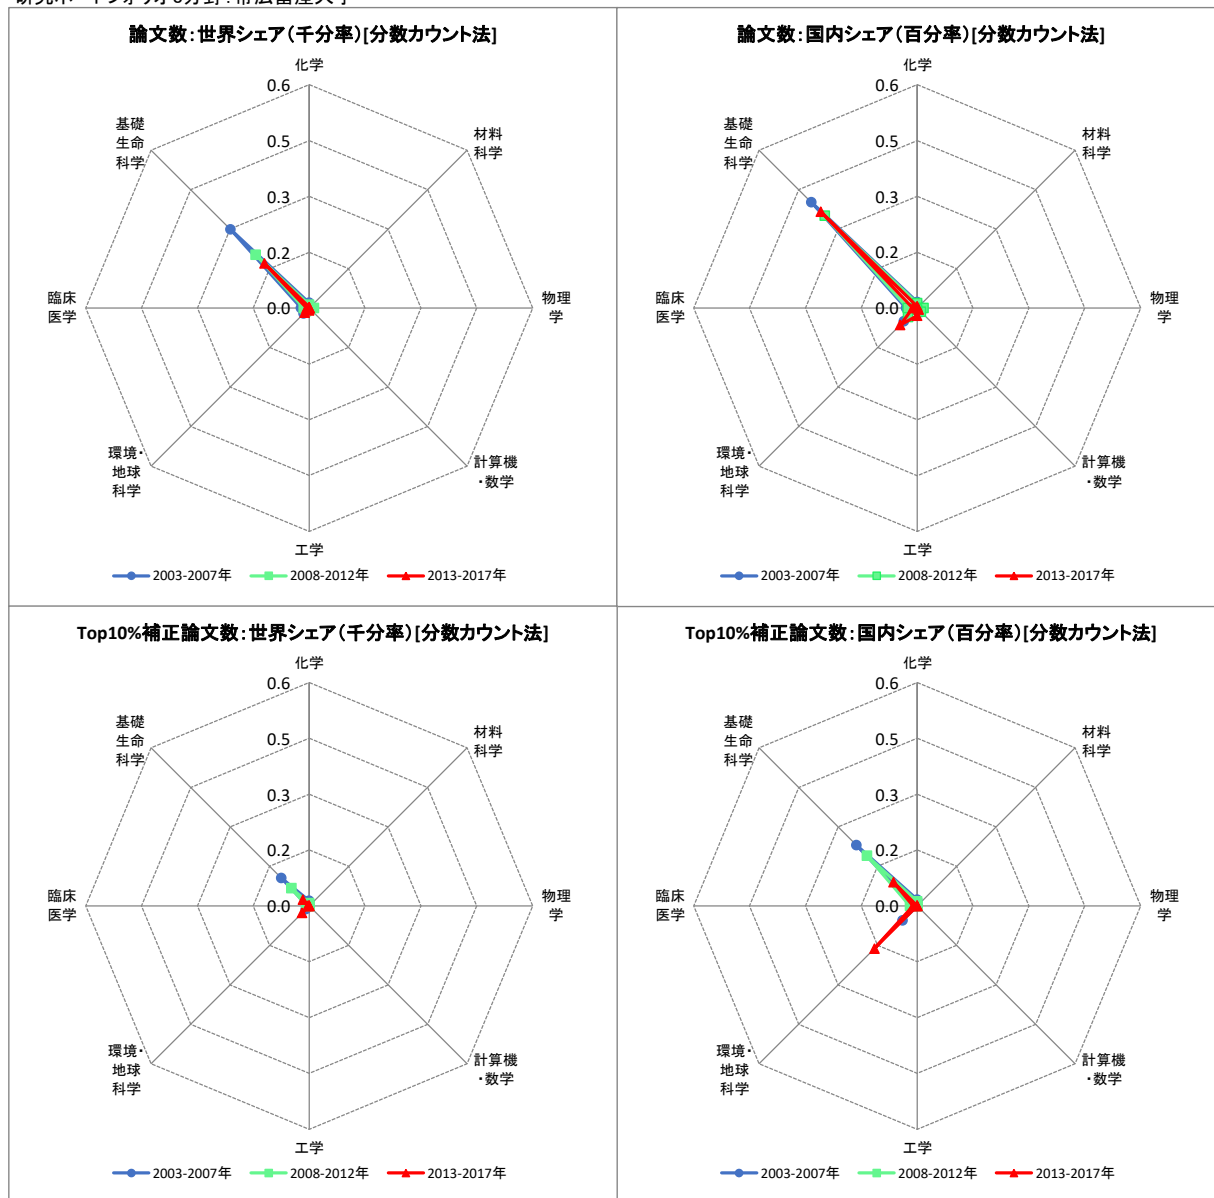 論文数:世界シェア(千分率)[分数カウント法]
化学
0.6
0.5
0.3
0.2
0.0
材料
科学
物理
学
計算機
・数学
工学
環境・
地球
科学
臨床
医学
基礎
生命
科学
2003-2007年 2008-2012年 2013-2017年
論文数:国内シェア(百分率)[分数カウント法]
化学
0.6
0.5
0.3
0.2
0.0
材料
科学
物理
学
計算機
・数学
工学
環境・
地球
科学
臨床
医学
基礎
生命
科学
2003-2007年 2008-2012年 2013-2017年
Top10%補正論文数:世界シェア(千分率)[分数カウント法]
化学
0.6
0.5
0.3
0.2
0.0
材料
科学
物理
学
計算機
・数学
工学
環境・
地球
科学
臨床
医学
基礎
生命
科学
2003-2007年 2008-2012年 2013-2017年
Top10%補正論文数:国内シェア(百分率)[分数カウント法]
化学
0.6
0.5
0.3
0.2
0.0
材料
科学
物理
学
計算機
・数学
工学
環境・
地球
科学
臨床
医学
基礎
生命
科学
2003-2007年 2008-2012年 2013-2017年